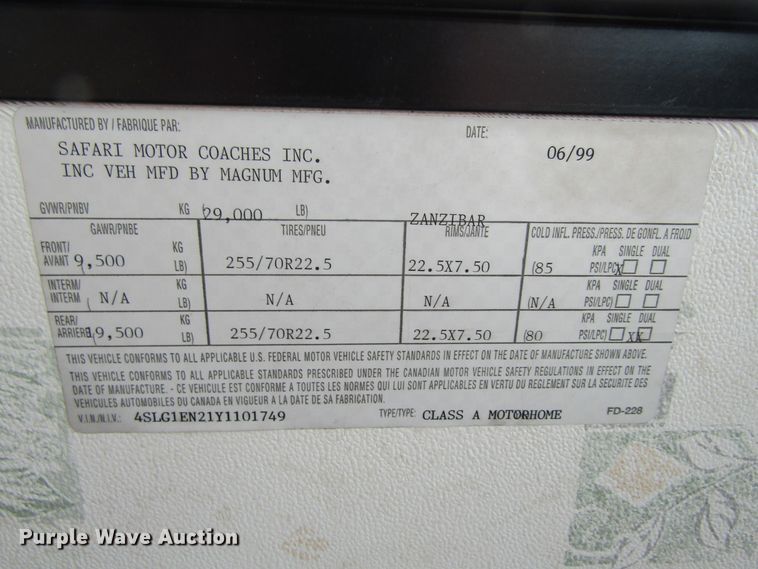 MANUFACTURED BY / FABRIQUE PAR: DATE:
SAFARI MOTOR COACHES INC. 06/99
INC VEH MFD BY MAGNUM MFG.
GVWR/PNBV KG (29,000 LB) ZANZIBAR
GAWR/PNBE TIRES/PNEU RIMS/JANTE COLD INFL. PRESS./PRESS. DE GONFL. A FROID
FRONT/ KG KPA SINGLE DUAL
AVANT 9,500 LB) 255/70R22.5 22.5X7.50 (85 PSI/LPC) X
INTERM/ KG KPA SINGLE DUAL
INTERM ( N/A LB) N/A N/A (N/A PSI/LPC)
REAR/ KG KPA SINGLE DUAL
ARRIERE 19,500 LB) 255/70R22.5 22.5X7.50 (80 PSI/LPC) XX
THIS VEHICLE CONFORMS TO ALL APPLICABLE U.S. FEDERAL MOTOR VEHICLE SAFETY STANDARDS IN EFFECT ON THE DATE OF MANUFACTURE SHOWN ABOVE.
THIS VEHICLE CONFORMS TO ALL APPLICABLE STANDARDS PRESCRIBED UNDER THE CANADIAN MOTOR VEHICLE SAFETY REGULATIONS IN EFFECT ON THE
DATE OF MANUFACTURE. - CE VEHICULE EST CONFORME A TOUTES LES NORMES QUI LUI SONT APPLICABLES EN VERTU DU REGLEMENT SUR LA SECURITE DES
VEHICULES AUTOMOBILES DU CANADA EN VIGUEUR A LA DATE DE SA FABRICATION.
V.I.N./N.I.V.: 4SLG1EN21Y1101749 TYPE/TYPE: CLASS A MOTORHOME FD-228
Purple Wave Auction